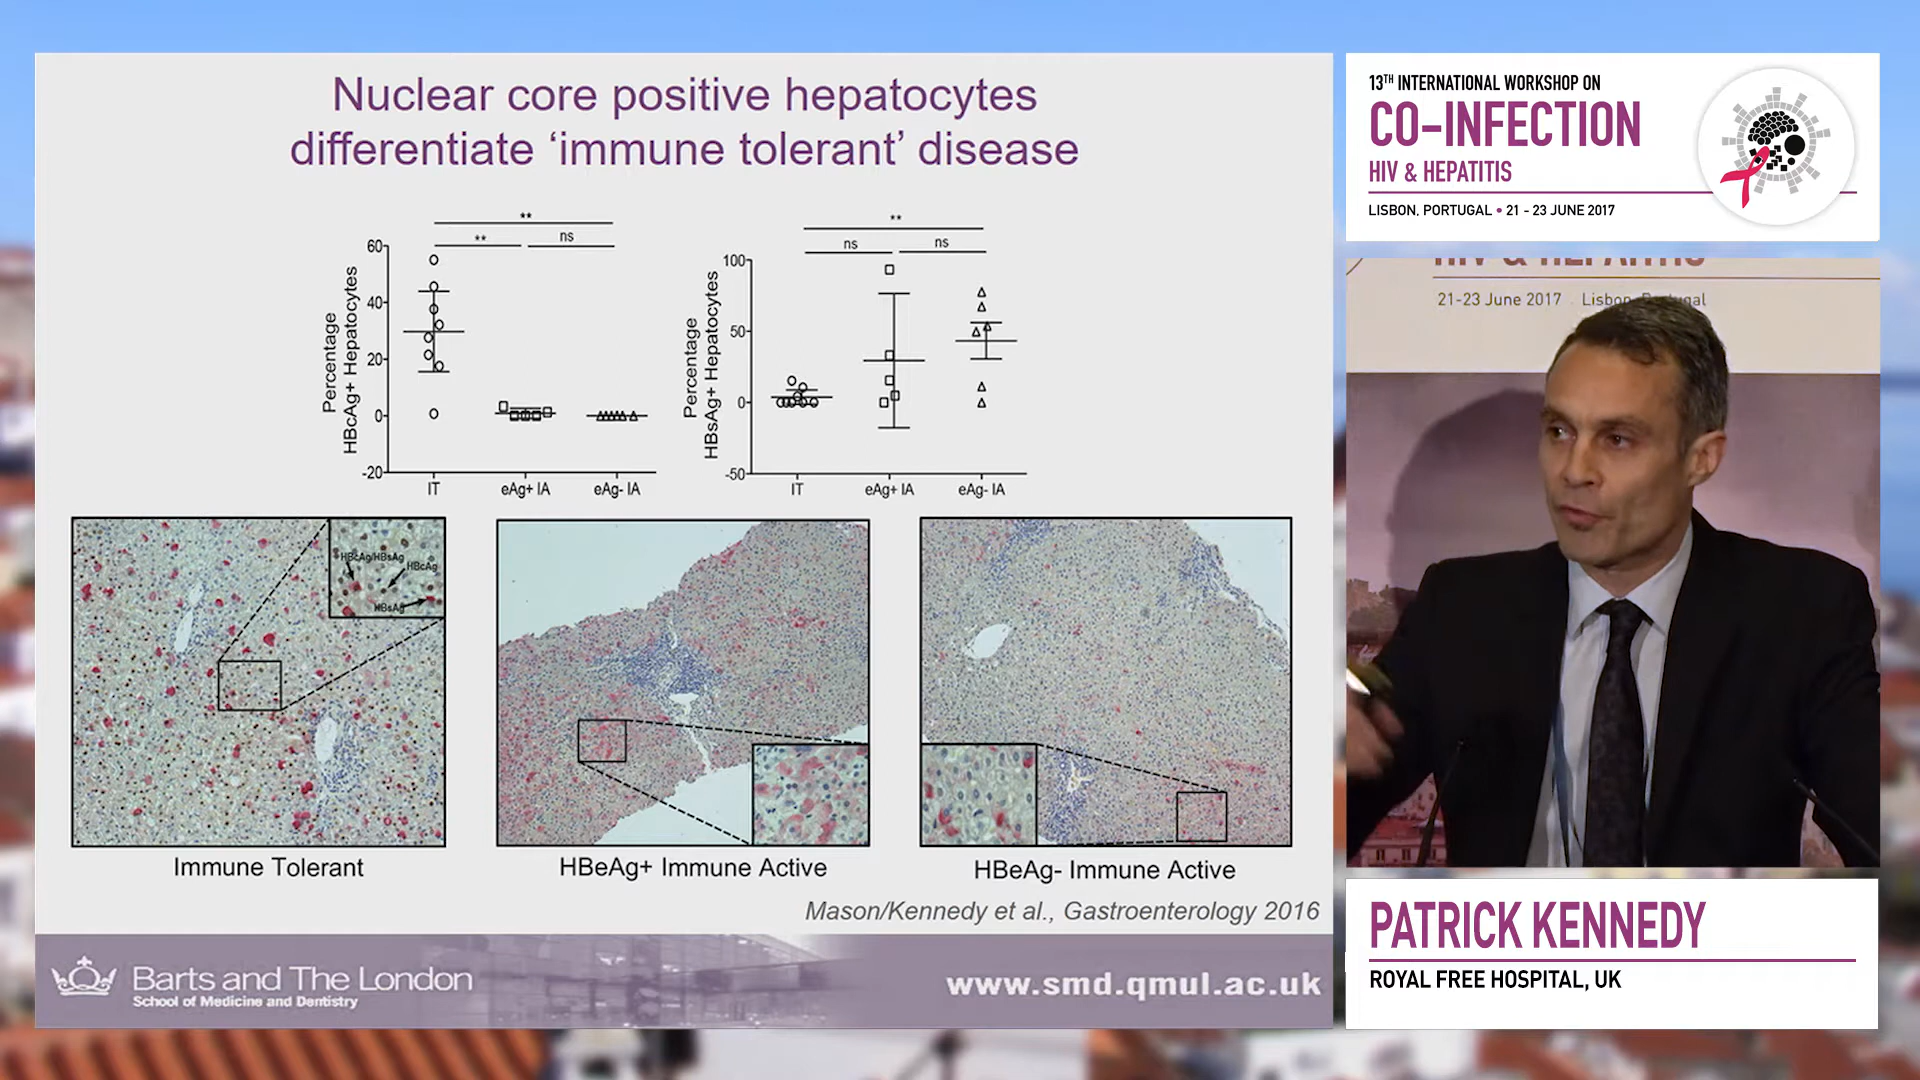 Nuclear core positive hepatocytes
differentiate ‘immune tolerant’ disease
**
**
ns
60
40
20
0
-20
Percentage
HBcAg+ Hepatocytes
IT
eAg+ IA
eAg- IA
**
ns
ns
100
50
0
-50
Percentage
HBsAg+ Hepatocytes
IT
eAg+ IA
eAg- IA
HBcAg/HBsAg
HBcAg
HBsAg
Immune Tolerant
HBeAg+ Immune Active
HBeAg- Immune Active
Mason/Kennedy et al., Gastroenterology 2016
Barts and The London
School of Medicine and Dentistry
www.smd.qmul.ac.uk
13TH INTERNATIONAL WORKSHOP ON
CO-INFECTION
HIV & HEPATITIS
LISBON, PORTUGAL • 21 - 23 JUNE 2017
HIV & HEPATITIS
21-23 June 2017 Lisbon, Portugal
PATRICK KENNEDY
ROYAL FREE HOSPITAL, UK